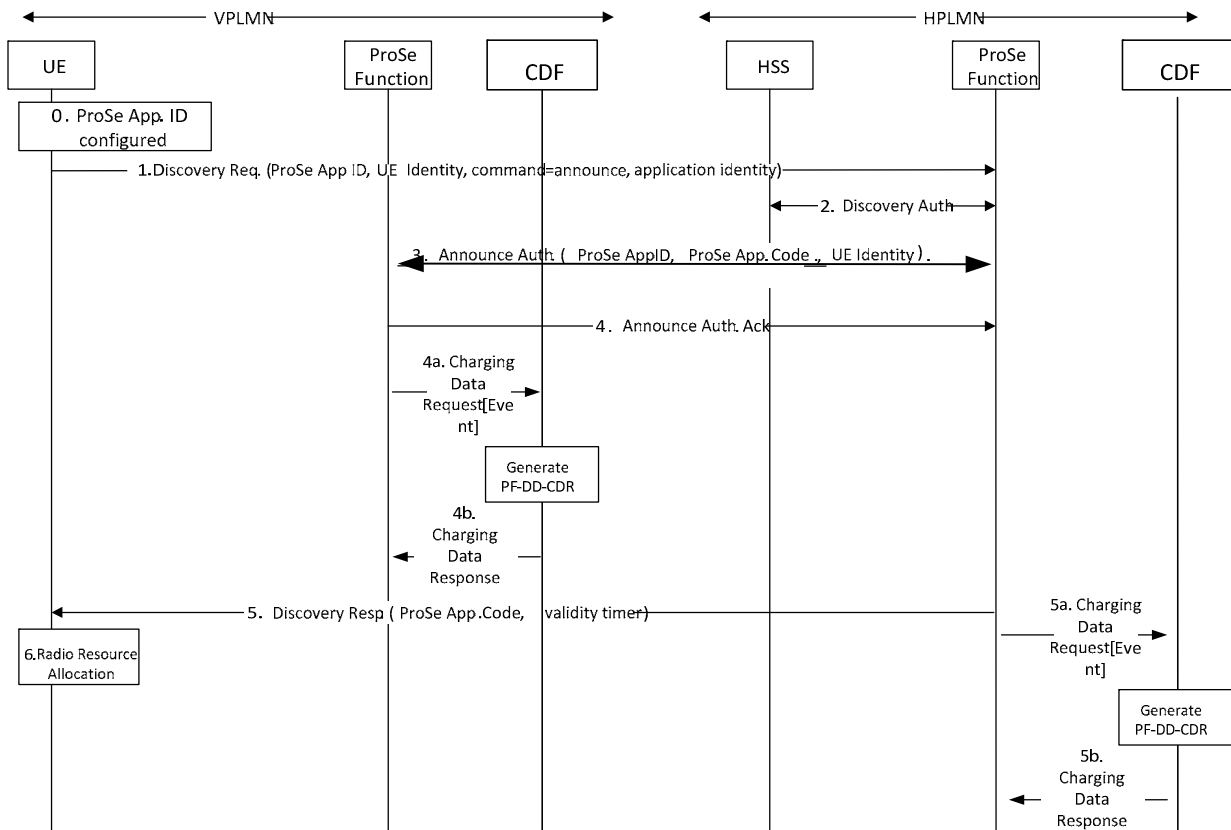 VPLMN
HPLMN
UE
ProSe
Function
CDF
HSS
ProSe
Function
CDF
0. ProSe App. ID
configured
1.Discovery Req. (ProSe App ID, UE Identity, command=announce, application identity)
2. Discovery Auth
3. Announce Auth. ( ProSe AppID, ProSe App.Code ., UE Identity).
4. Announce Auth.Ack
4a. Charging
Data
Request[Eve
nt]
Generate
PF-DD-CDR
4b.
Charging
Data
Response
5. Discovery Resp.( ProSe App.Code, validity timer)
5a. Charging
Data
Request[Eve
nt]
6.Radio Resource
Allocation
Generate
PF-DD-CDR
5b.
Charging
Data
Response